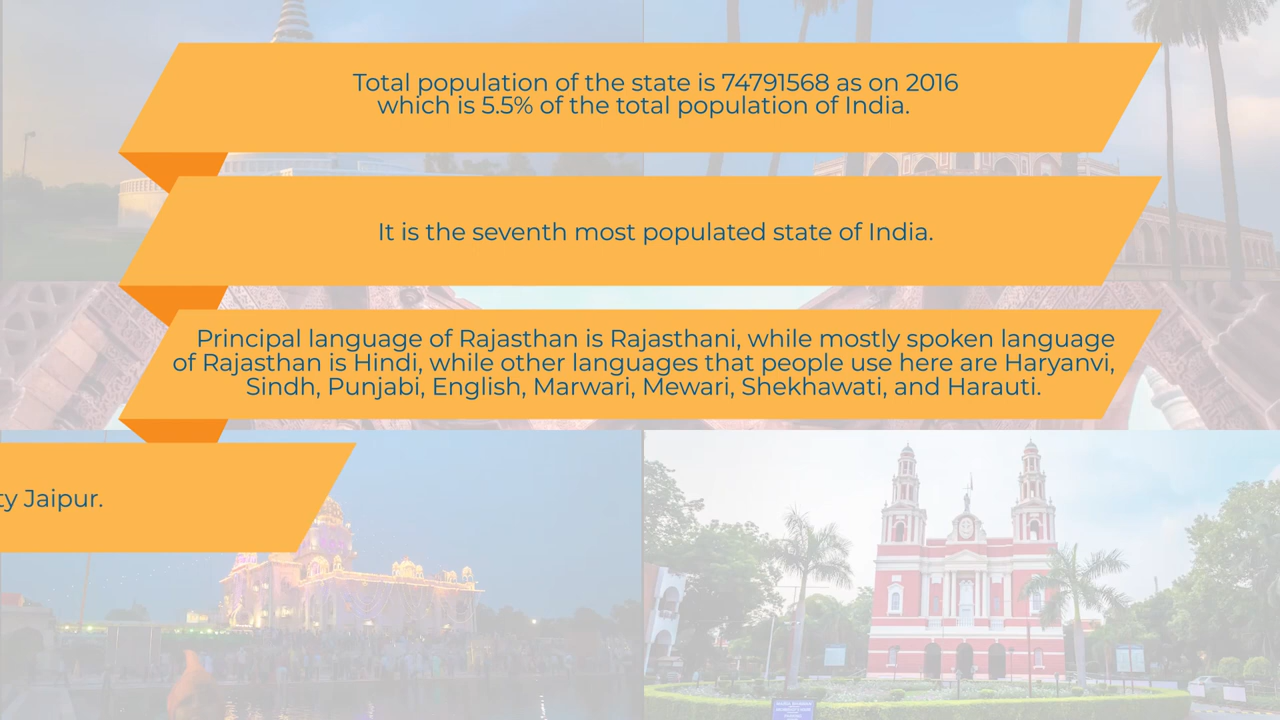 Total population of the state is 74791568 as on 2016
which is 5.5% of the total population of India.
It is the seventh most populated state of India.
Principal language of Rajasthan is Rajasthani, while mostly spoken language
of Rajasthan is Hindi, while other languages that people use here are Haryanvi,
Sindh, Punjabi, English, Marwari, Mewari, Shekhawati, and Harauti.
ty Jaipur.